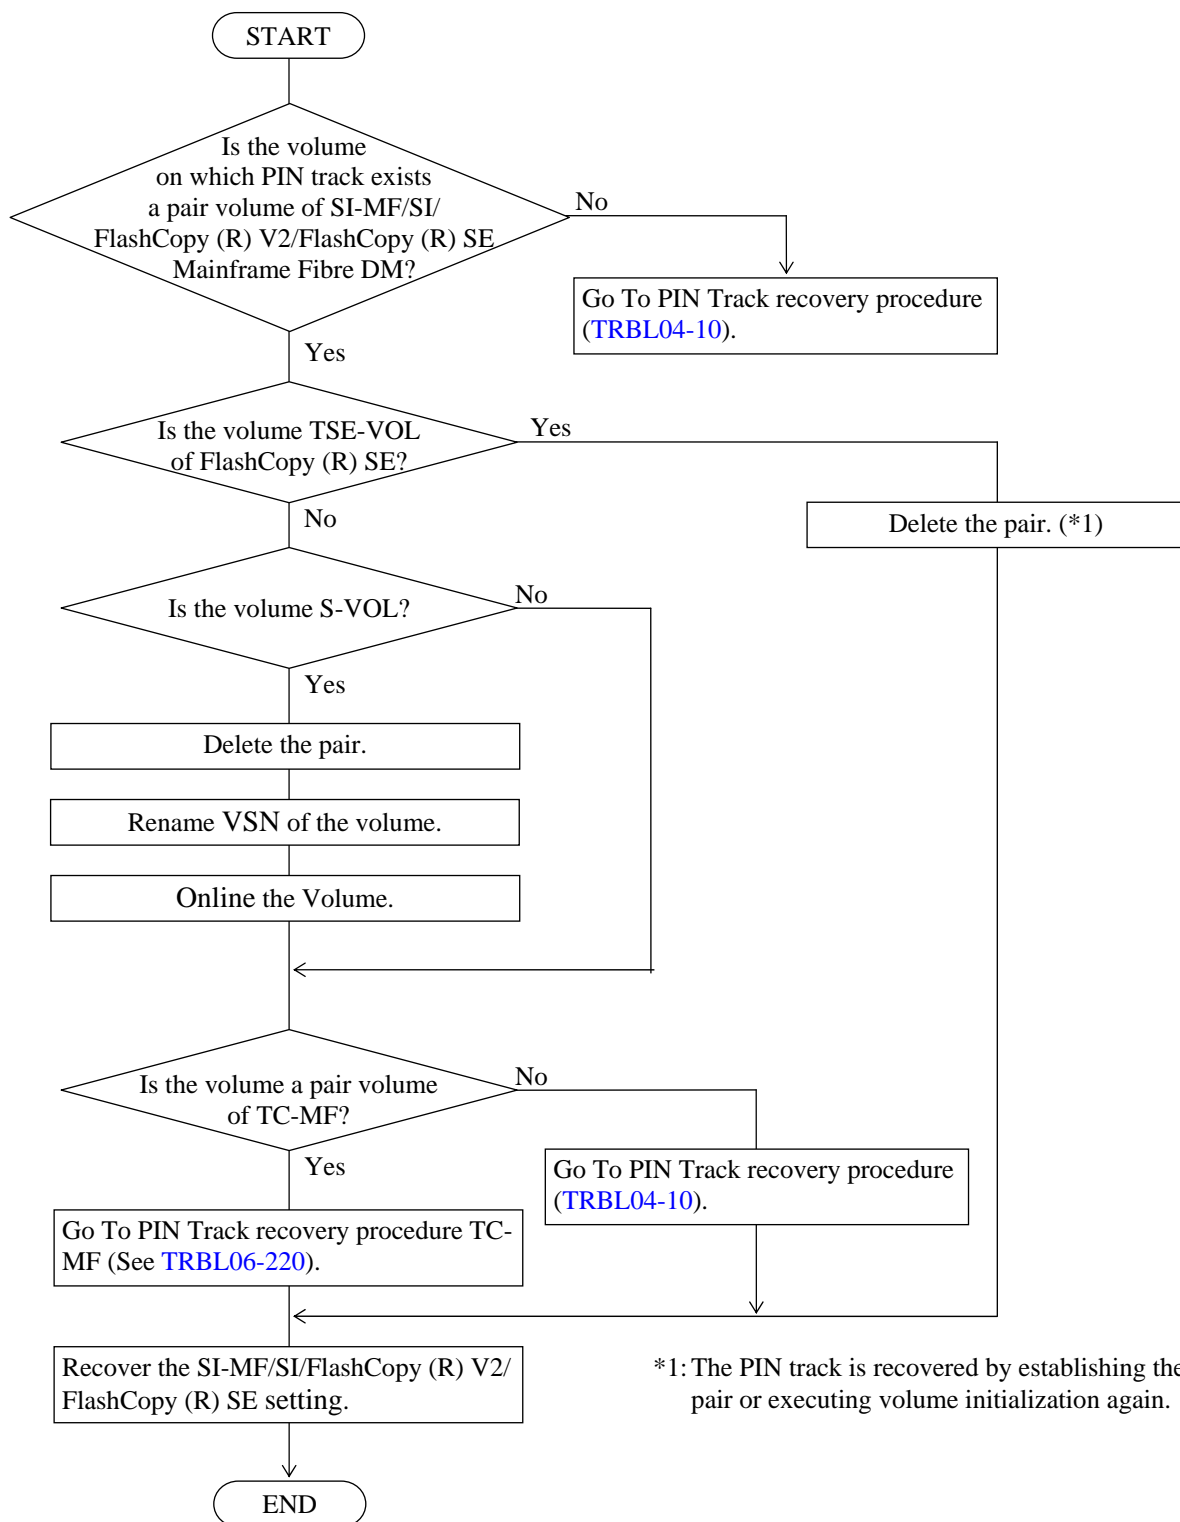 START
Is the volume
on which PIN track exists
a pair volume of SI-MF/SI/
FlashCopy (R) V2/FlashCopy (R) SE
Mainframe Fibre DM?
No
Go To PIN Track recovery procedure
(TRBL04-10).
Yes
Is the volume TSE-VOL
of FlashCopy (R) SE?
Yes
Delete the pair. (*1)
No
Is the volume S-VOL?
No
Yes
Delete the pair.
Rename VSN of the volume.
Online the Volume.
Is the volume a pair volume
of TC-MF?
No
Go To PIN Track recovery procedure
(TRBL04-10).
Yes
Go To PIN Track recovery procedure TC-
MF (See TRBL06-220).
Recover the SI-MF/SI/FlashCopy (R) V2/
FlashCopy (R) SE setting.
*1: The PIN track is recovered by establishing the
pair or executing volume initialization again.
END